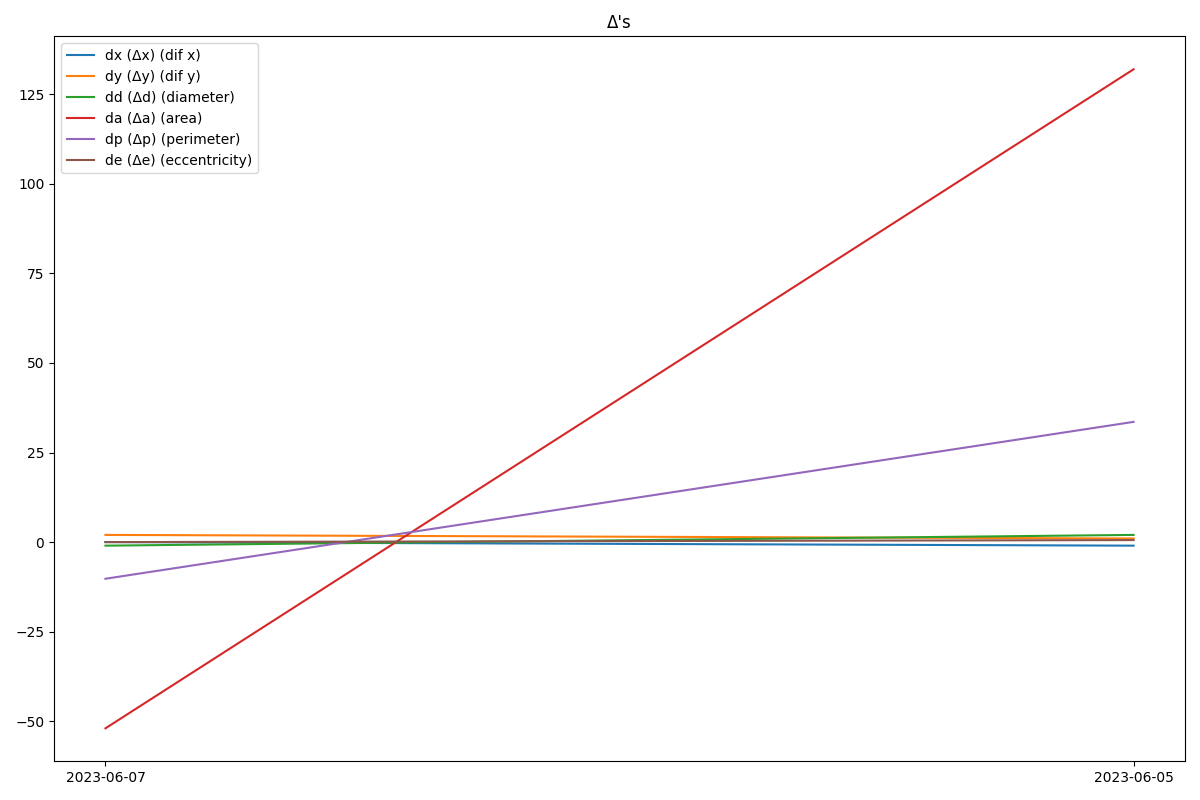 Δ's
dx (Δx) (dif x)
dy (Δy) (dif y)
dd (Δd) (diameter)
da (Δa) (area)
dp (Δp) (perimeter)
de (Δe) (eccentricity)
125
100
75
50
25
0
−25
−50
2023-06-07 2023-06-05